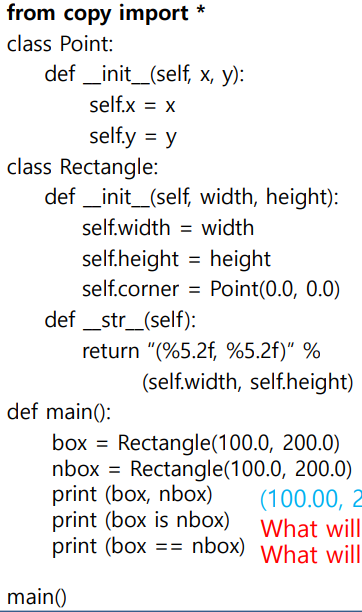 from copy import *
class Point:
    def __init__(self, x, y):
        self.x = x
        self.y = y
class Rectangle:
    def __init__(self, width, height):
        self.width = width
        self.height = height
        self.corner = Point(0.0, 0.0)
    def __str__(self):
        return "(%5.2f, %5.2f)" %
            (self.width, self.height)
def main():
    box = Rectangle(100.0, 200.0)
    nbox = Rectangle(100.0, 200.0)
    print (box, nbox) (100.00, 2
    print (box is nbox) What will
    print (box == nbox) What will
main()